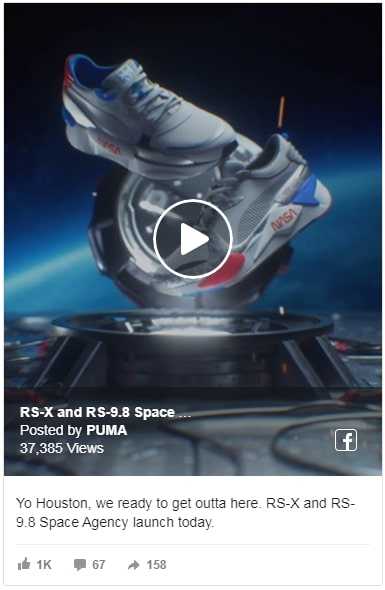 NASA
NASA
RS-X and RS-9.8 Space ...
Posted by PUMA
37,385 Views
Yo Houston, we ready to get outta here. RS-X and RS-
9.8 Space Agency launch today.
1K 67 158